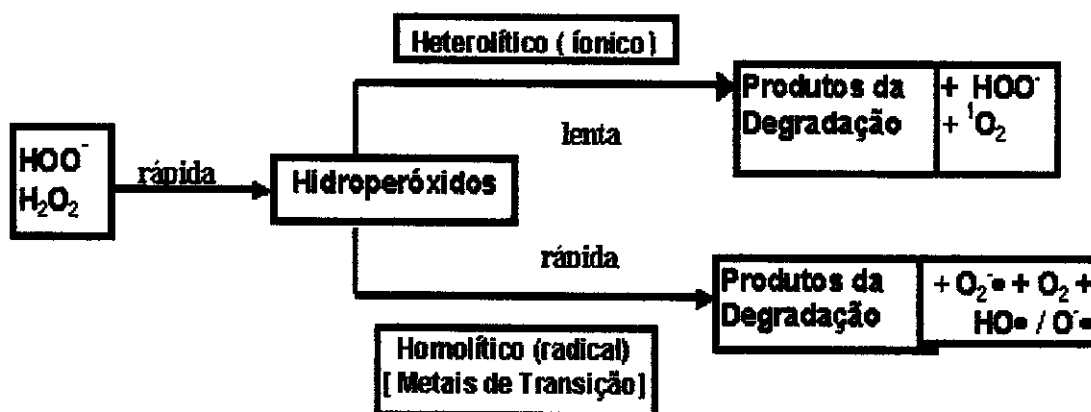 Heterolítico ( íonico )
HOO⁻
H₂O₂
rápida
Hidroperóxidos
lenta
Produtos da
Degradação
+ HOO⁻
+ ¹O₂
rápida
Produtos da
Degradação
+ O₂⁻• + O₂ +
HO• / O⁻•
Homolítico (radical)
[ Metais de Transição]